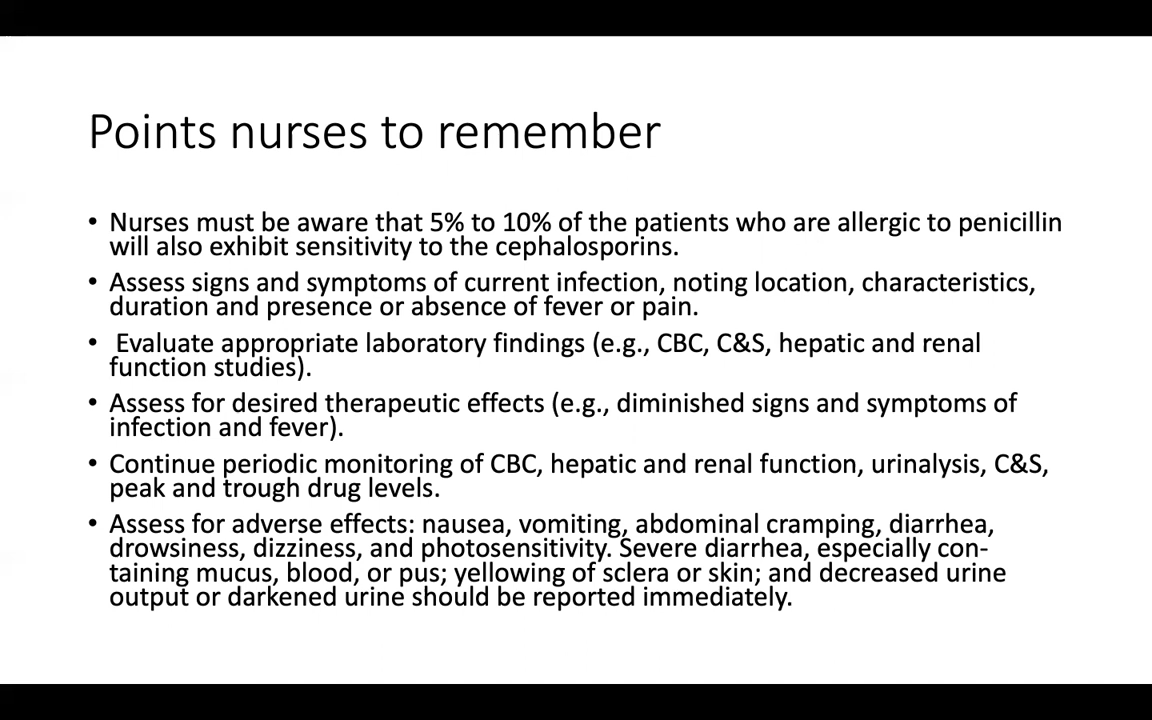 Points nurses to remember
• Nurses must be aware that 5% to 10% of the patients who are allergic to penicillin
will also exhibit sensitivity to the cephalosporins.
• Assess signs and symptoms of current infection, noting location, characteristics,
duration and presence or absence of fever or pain.
• Evaluate appropriate laboratory findings (e.g., CBC, C&S, hepatic and renal
function studies).
• Assess for desired therapeutic effects (e.g., diminished signs and symptoms of
infection and fever).
• Continue periodic monitoring of CBC, hepatic and renal function, urinalysis, C&S,
peak and trough drug levels.
• Assess for adverse effects: nausea, vomiting, abdominal cramping, diarrhea,
drowsiness, dizziness, and photosensitivity. Severe diarrhea, especially con-
taining mucus, blood, or pus; yellowing of sclera or skin; and decreased urine
output or darkened urine should be reported immediately.